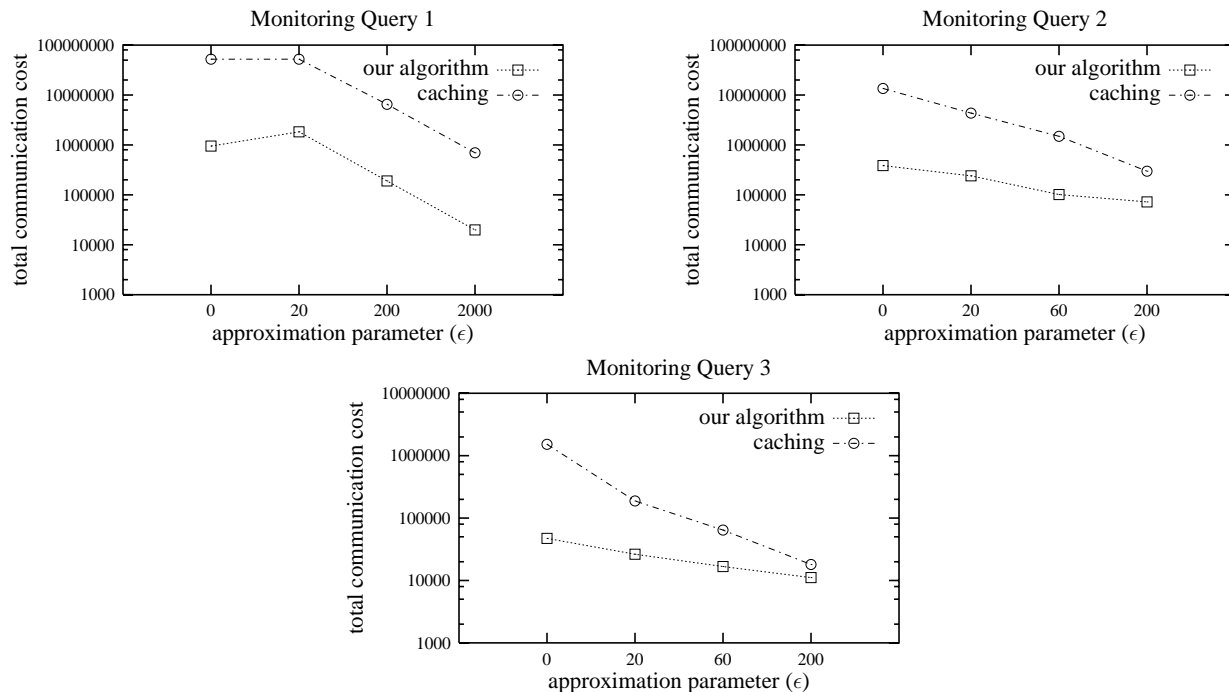 Monitoring Query 1
total communication cost
100000000
10000000
1000000
100000
10000
1000
our algorithm
caching
0 20 200 2000
approximation parameter (ϵ)
Monitoring Query 2
total communication cost
100000000
10000000
1000000
100000
10000
1000
our algorithm
caching
0 20 60 200
approximation parameter (ϵ)
Monitoring Query 3
total communication cost
10000000
1000000
100000
10000
1000
our algorithm
caching
0 20 60 200
approximation parameter (ϵ)